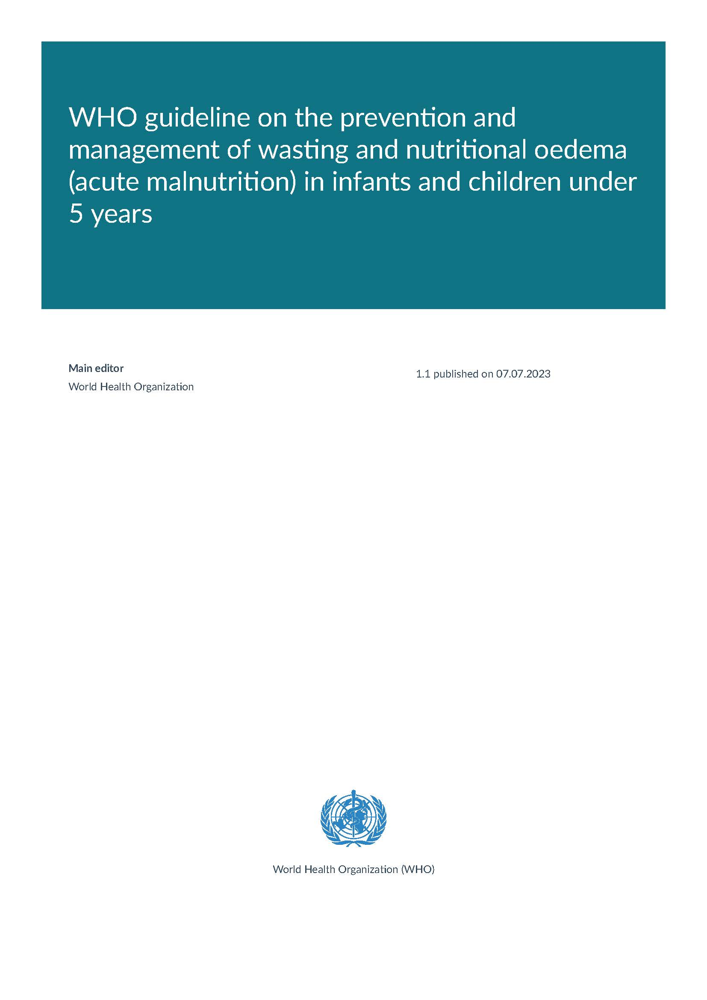 WHO guideline on the prevention and
management of wasting and nutritional oedema
(acute malnutrition) in infants and children under
5 years
Main editor
World Health Organization
1.1 published on 07.07.2023
World Health Organization (WHO)